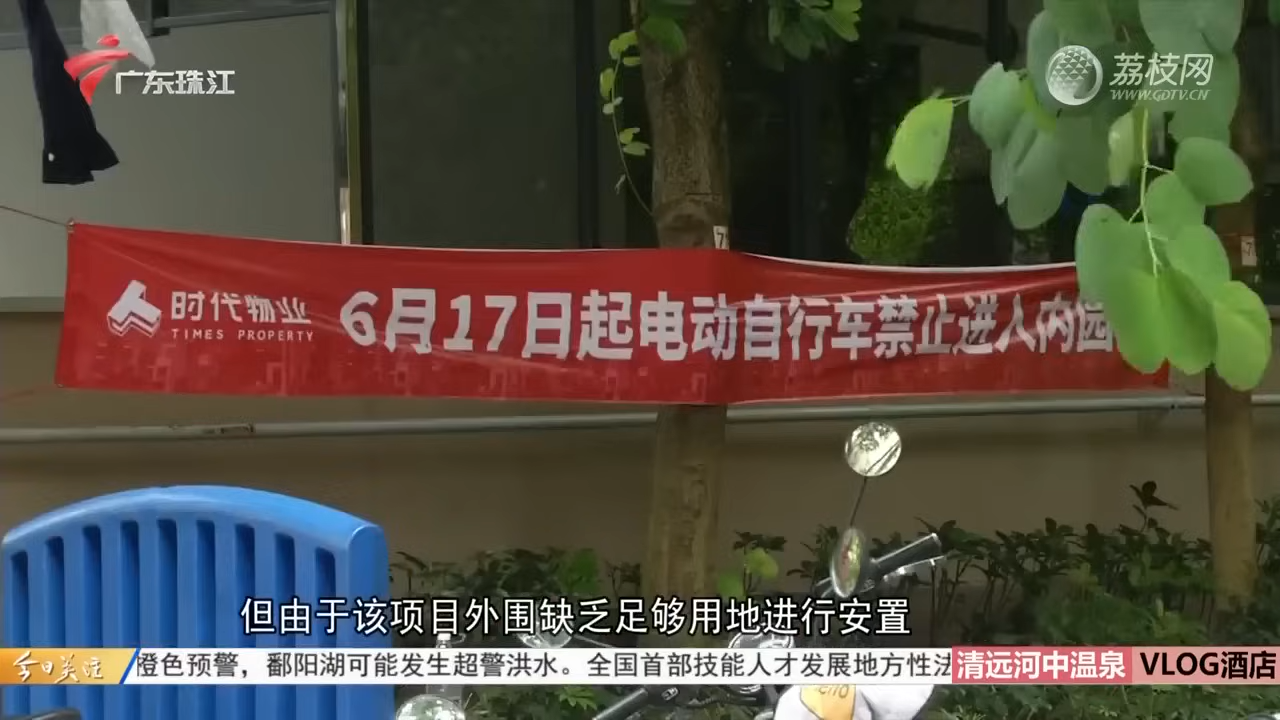 广东珠江
荔枝网
WWW.GDTV.CN
7
7
时代物业
TIMES PROPERTY
6月17日起电动自行车禁止进入内园
但由于该项目外围缺乏足够用地进行安置
今日关注
橙色预警，鄱阳湖可能发生超警洪水。全国首部技能人才发展地方性法
清远河中温泉
VLOG酒店